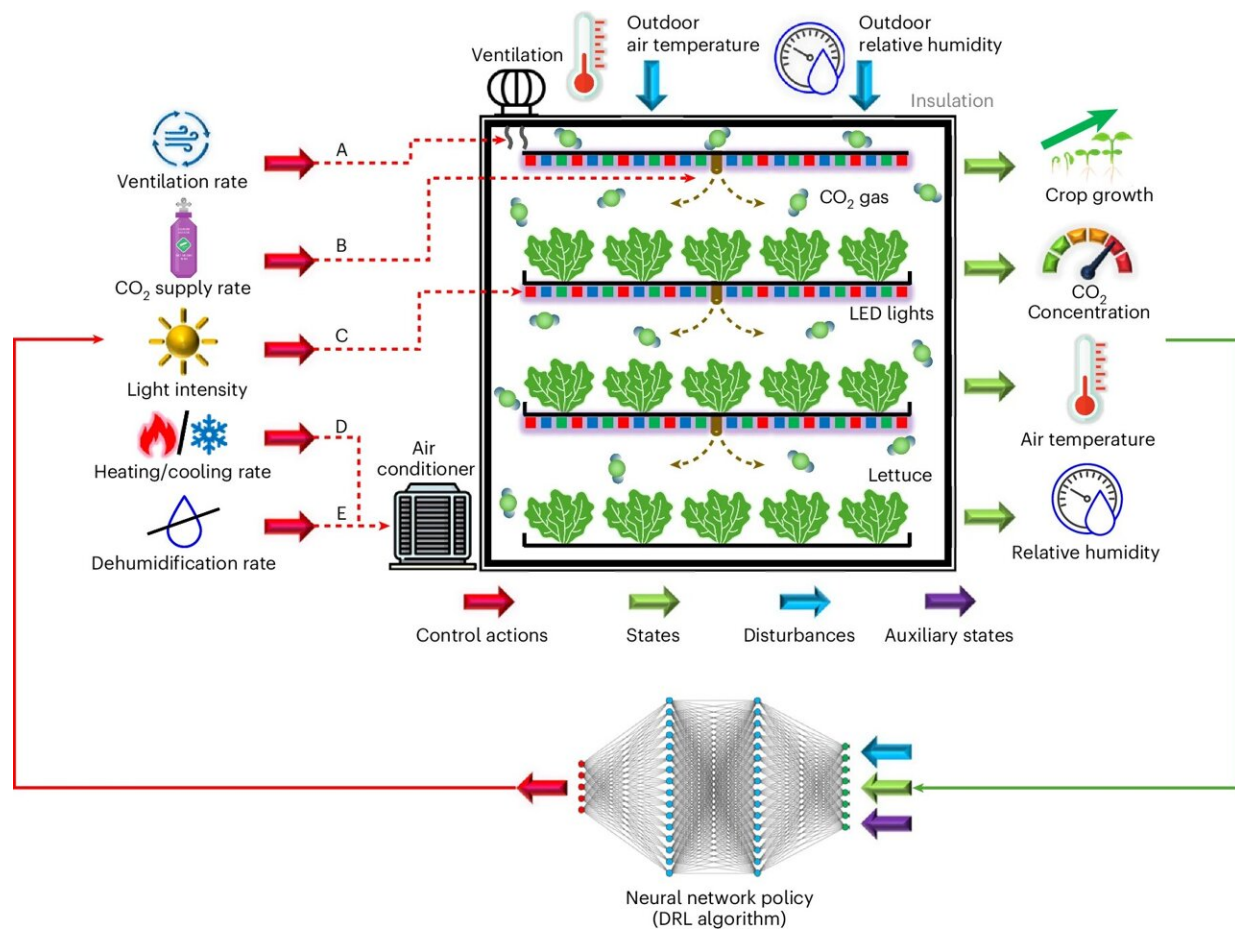 Outdoor
air temperature
Outdoor
relative humidity
Ventilation
Insulation
A
Ventilation rate
B
CO₂ supply rate
C
Light intensity
D
Heating/cooling rate
E
Dehumidification rate
Air
conditioner
CO₂ gas
LED lights
Lettuce
Crop growth
CO₂
Concentration
Air temperature
Relative humidity
Control actions
States
Disturbances
Auxiliary states
Neural network policy
(DRL algorithm)